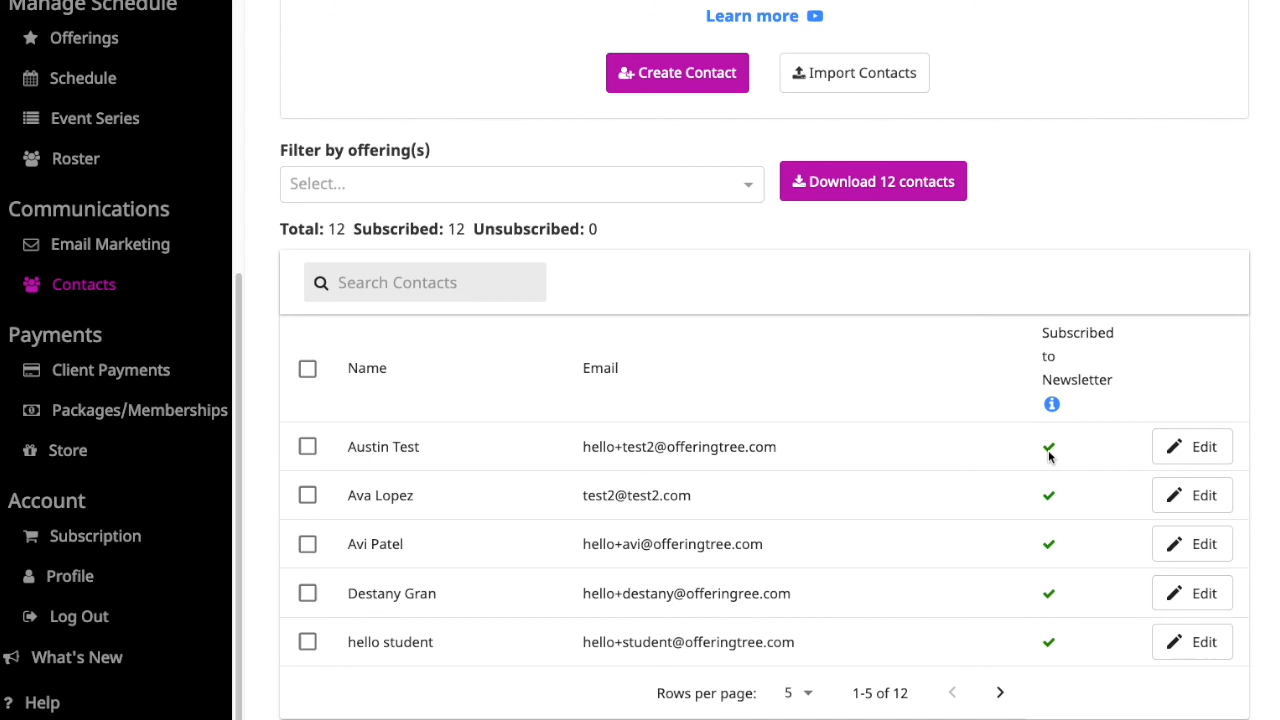 Manage Schedule
Offerings
Schedule
Event Series
Roster
Communications
Email Marketing
Contacts
Payments
Client Payments
Packages/Memberships
Store
Account
Subscription
Profile
Log Out
What's New
? Help
Learn more
Create Contact
Import Contacts
Filter by offering(s)
Select...
Download 12 contacts
Total: 12 Subscribed: 12 Unsubscribed: 0
Search Contacts
Name Email Subscribed
to
Newsletter
Austin Test hello+test2@offeringtree.com Edit
Ava Lopez test2@test2.com Edit
Avi Patel hello+avi@offeringtree.com Edit
Destany Gran hello+destany@offeringree.com Edit
hello student hello+student@offeringtree.com Edit
Rows per page: 5 1-5 of 12